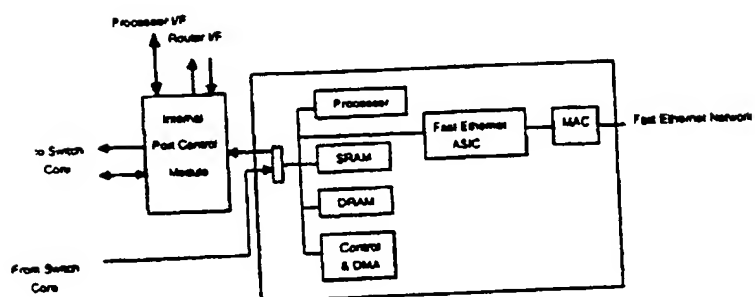 Processor I/F
Router I/F
Internal
Port Control
Module
to Switch
Core
From Switch
Core
Processor
SRAM
DRAM
Control
& DMA
Fast Ethernet
ASIC
MAC
Fast Ethernet Network